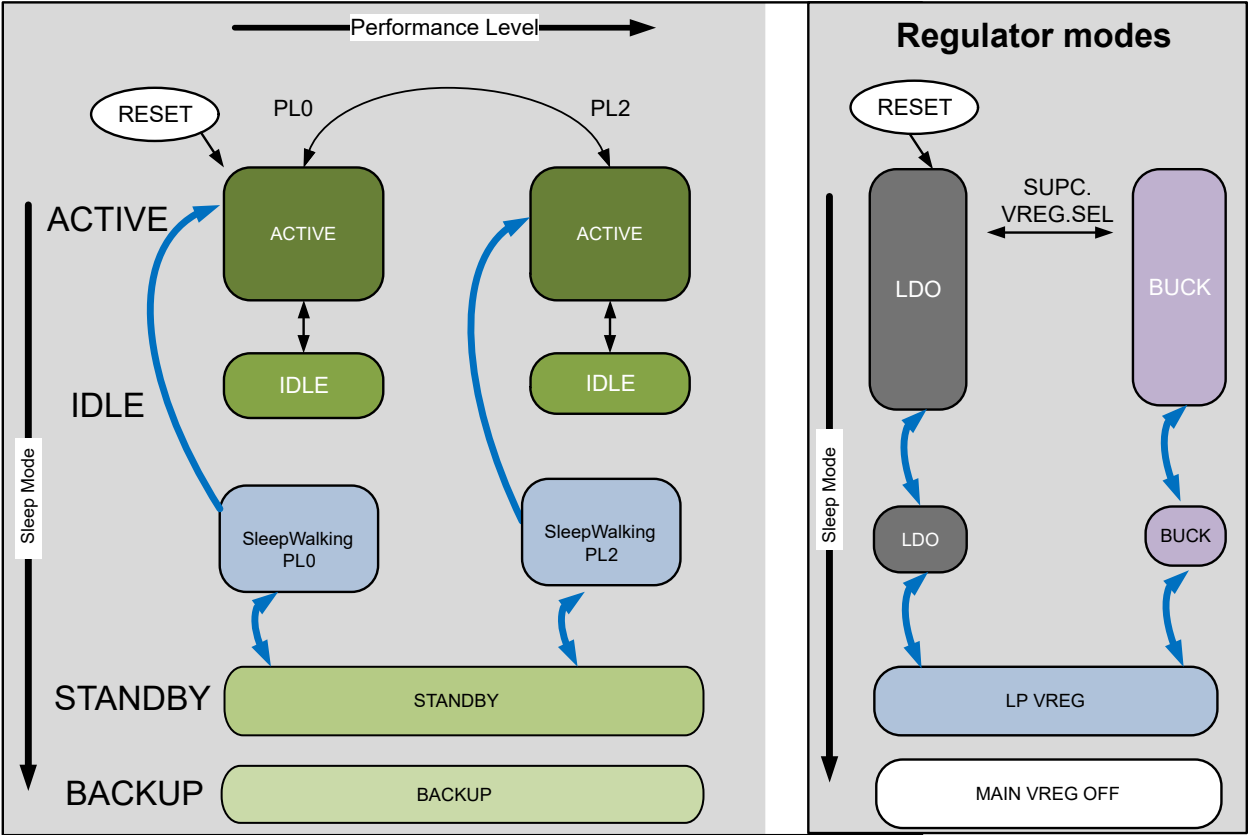 Performance Level
Regulator modes
RESET
PL0
PL2
RESET
ACTIVE
ACTIVE
ACTIVE
SUPC.
VREG.SEL
LDO
BUCK
IDLE
IDLE
IDLE
Sleep Mode
Sleep Mode
SleepWalking
PL0
SleepWalking
PL2
LDO
BUCK
STANDBY
STANDBY
LP VREG
BACKUP
BACKUP
MAIN VREG OFF